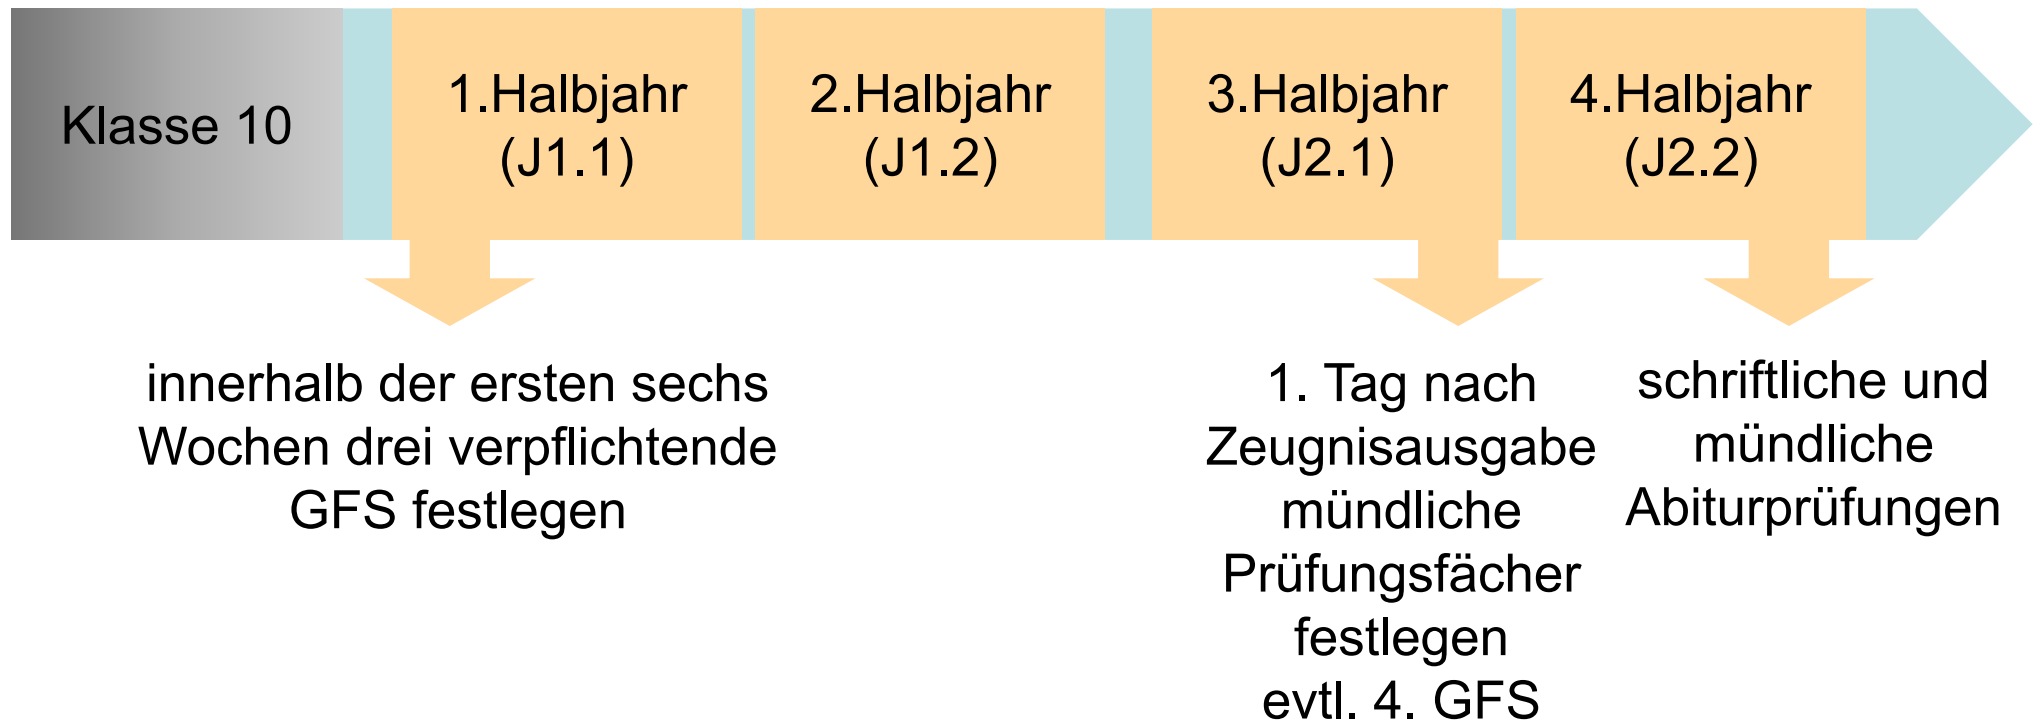 Klasse 10
1.Halbjahr
(J1.1)
2.Halbjahr
(J1.2)
3.Halbjahr
(J2.1)
4.Halbjahr
(J2.2)
innerhalb der ersten sechs
Wochen drei verpflichtende
GFS festlegen
1. Tag nach
Zeugnisausgabe
mündliche
Prüfungsfächer
festlegen
evtl. 4. GFS
schriftliche und
mündliche
Abiturprüfungen